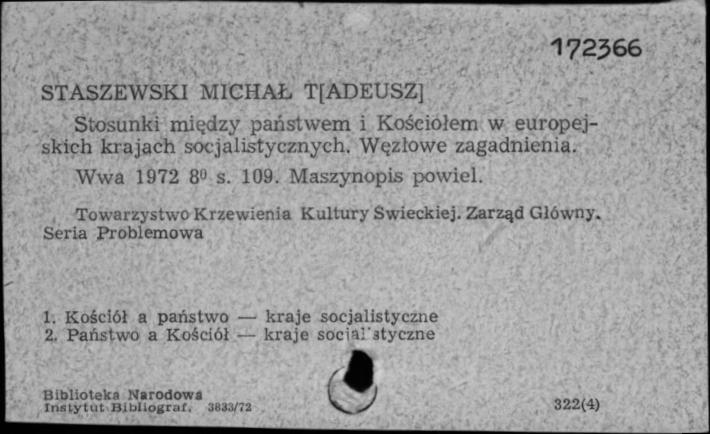 172366
STASZEWSKI MICHAŁ T[ADEUSZ]
Stosunki między państwem i Kościołem w europej-
skich krajach socjalistycznych. Węzłowe zagadnienia.
Wwa 1972 8⁰ s. 109. Maszynopis powiel.
Towarzystwo Krzewienia Kultury Świeckiej. Zarząd Główny.
Seria Problemowa
1. Kościół a państwo — kraje socjalistyczne
2. Państwo a Kościół — kraje socjalistyczne
Biblioteka Narodowa
Instytut Bibliograf. 3833/72
322(4)